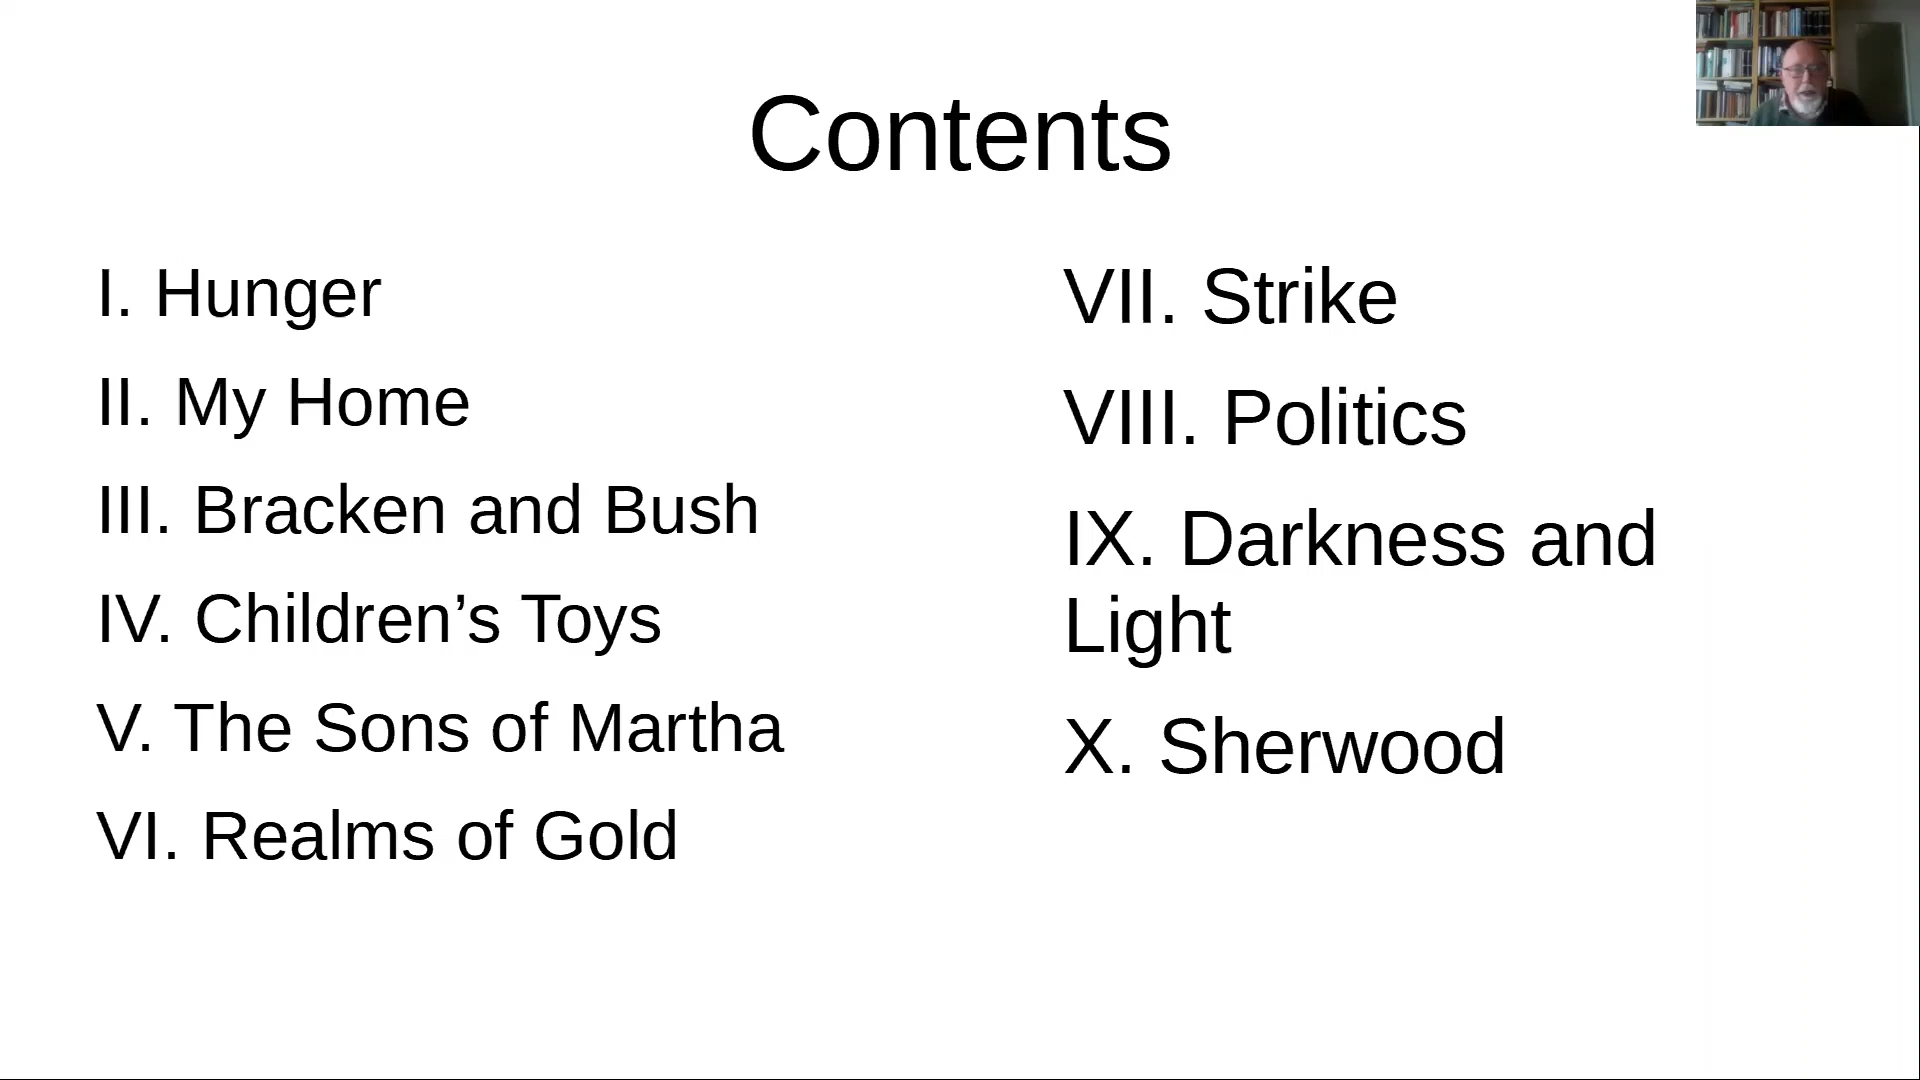 Contents
I. Hunger
II. My Home
III. Bracken and Bush
IV. Children’s Toys
V. The Sons of Martha
VI. Realms of Gold
VII. Strike
VIII. Politics
IX. Darkness and
Light
X. Sherwood